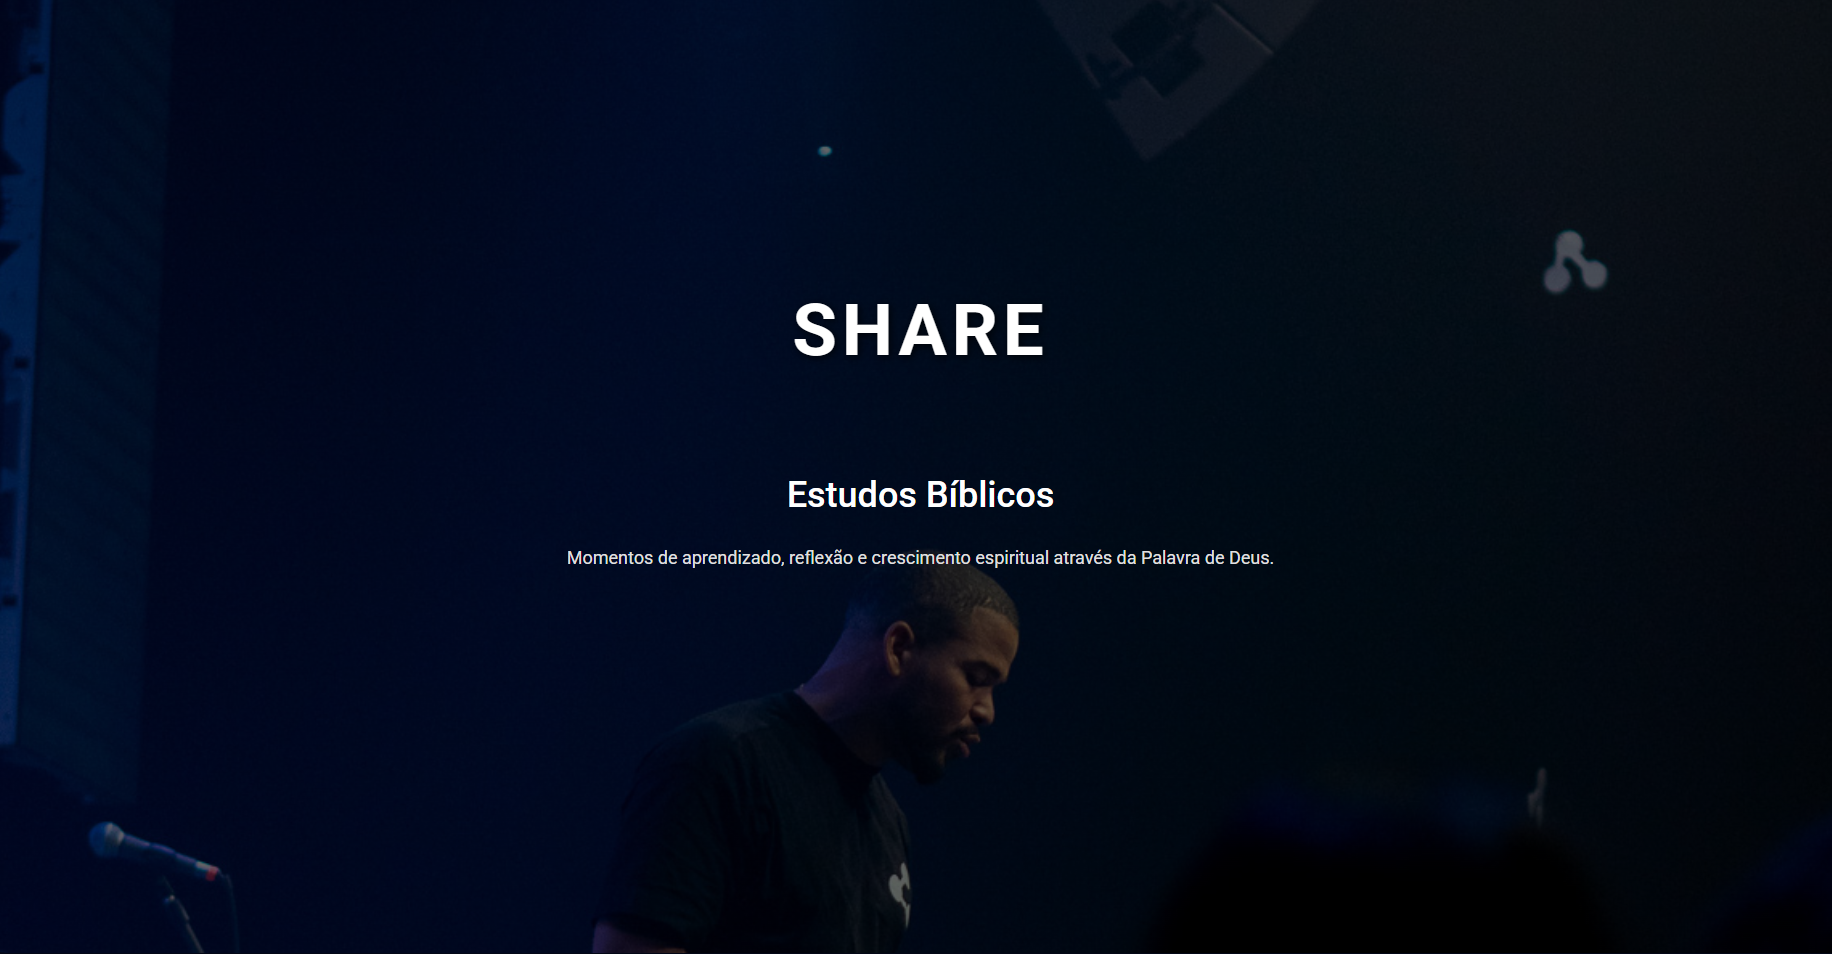 SHARE
Estudos Bíblicos
Momentos de aprendizado, reflexão e crescimento espiritual através da Palavra de Deus.